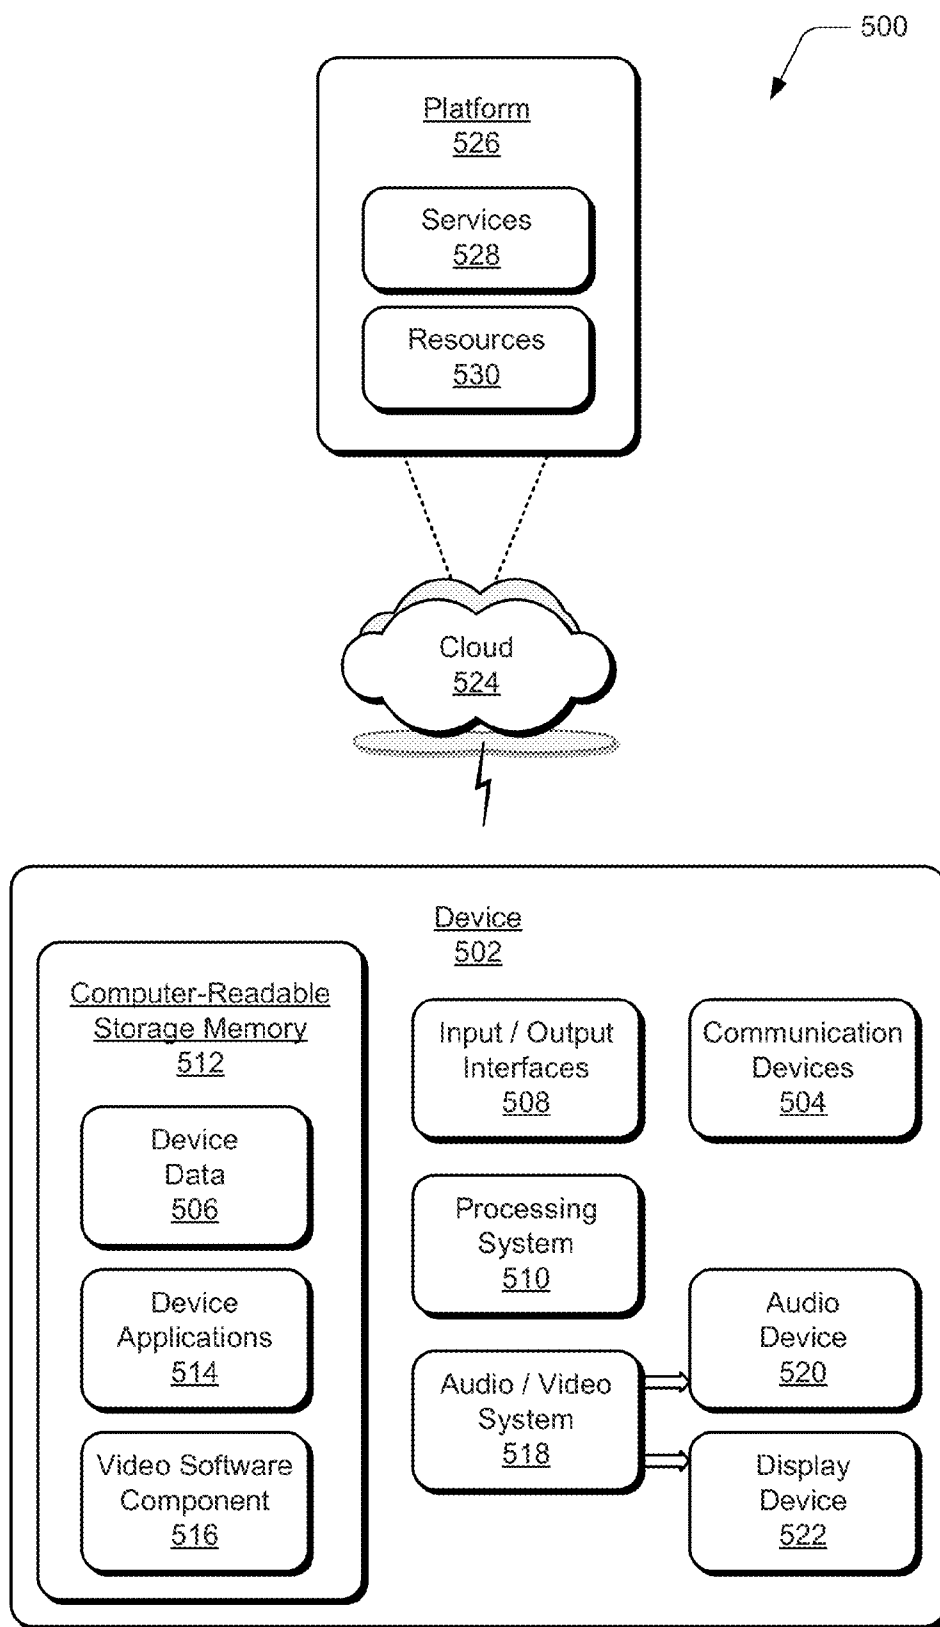 500
Platform
526
Services
528
Resources
530
Cloud
524
Device
502
Computer-Readable
Storage Memory
512
Device
Data
506
Device
Applications
514
Video Software
Component
516
Input / Output
Interfaces
508
Communication
Devices
504
Processing
System
510
Audio / Video
System
518
Audio
Device
520
Display
Device
522